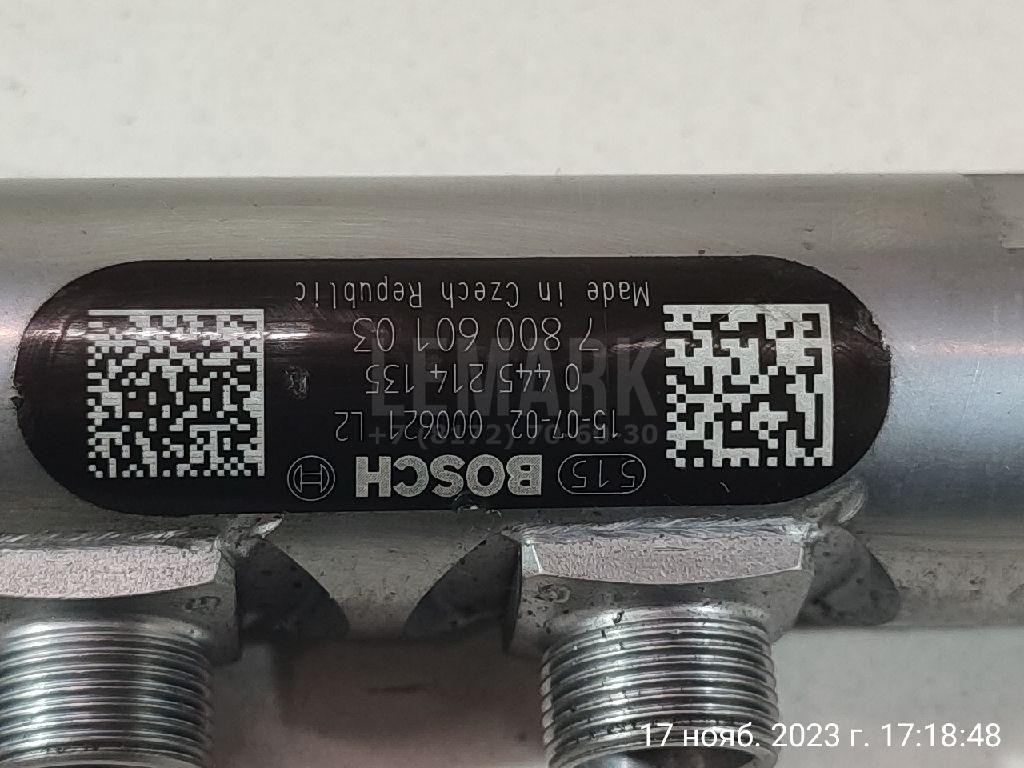 515 BOSCH
15-07-02 0062 L2
0 445 214 135
7 800 601 03
Made in Czech Republic
LEMARK
17 нояб. 2023 г. 17:18:48